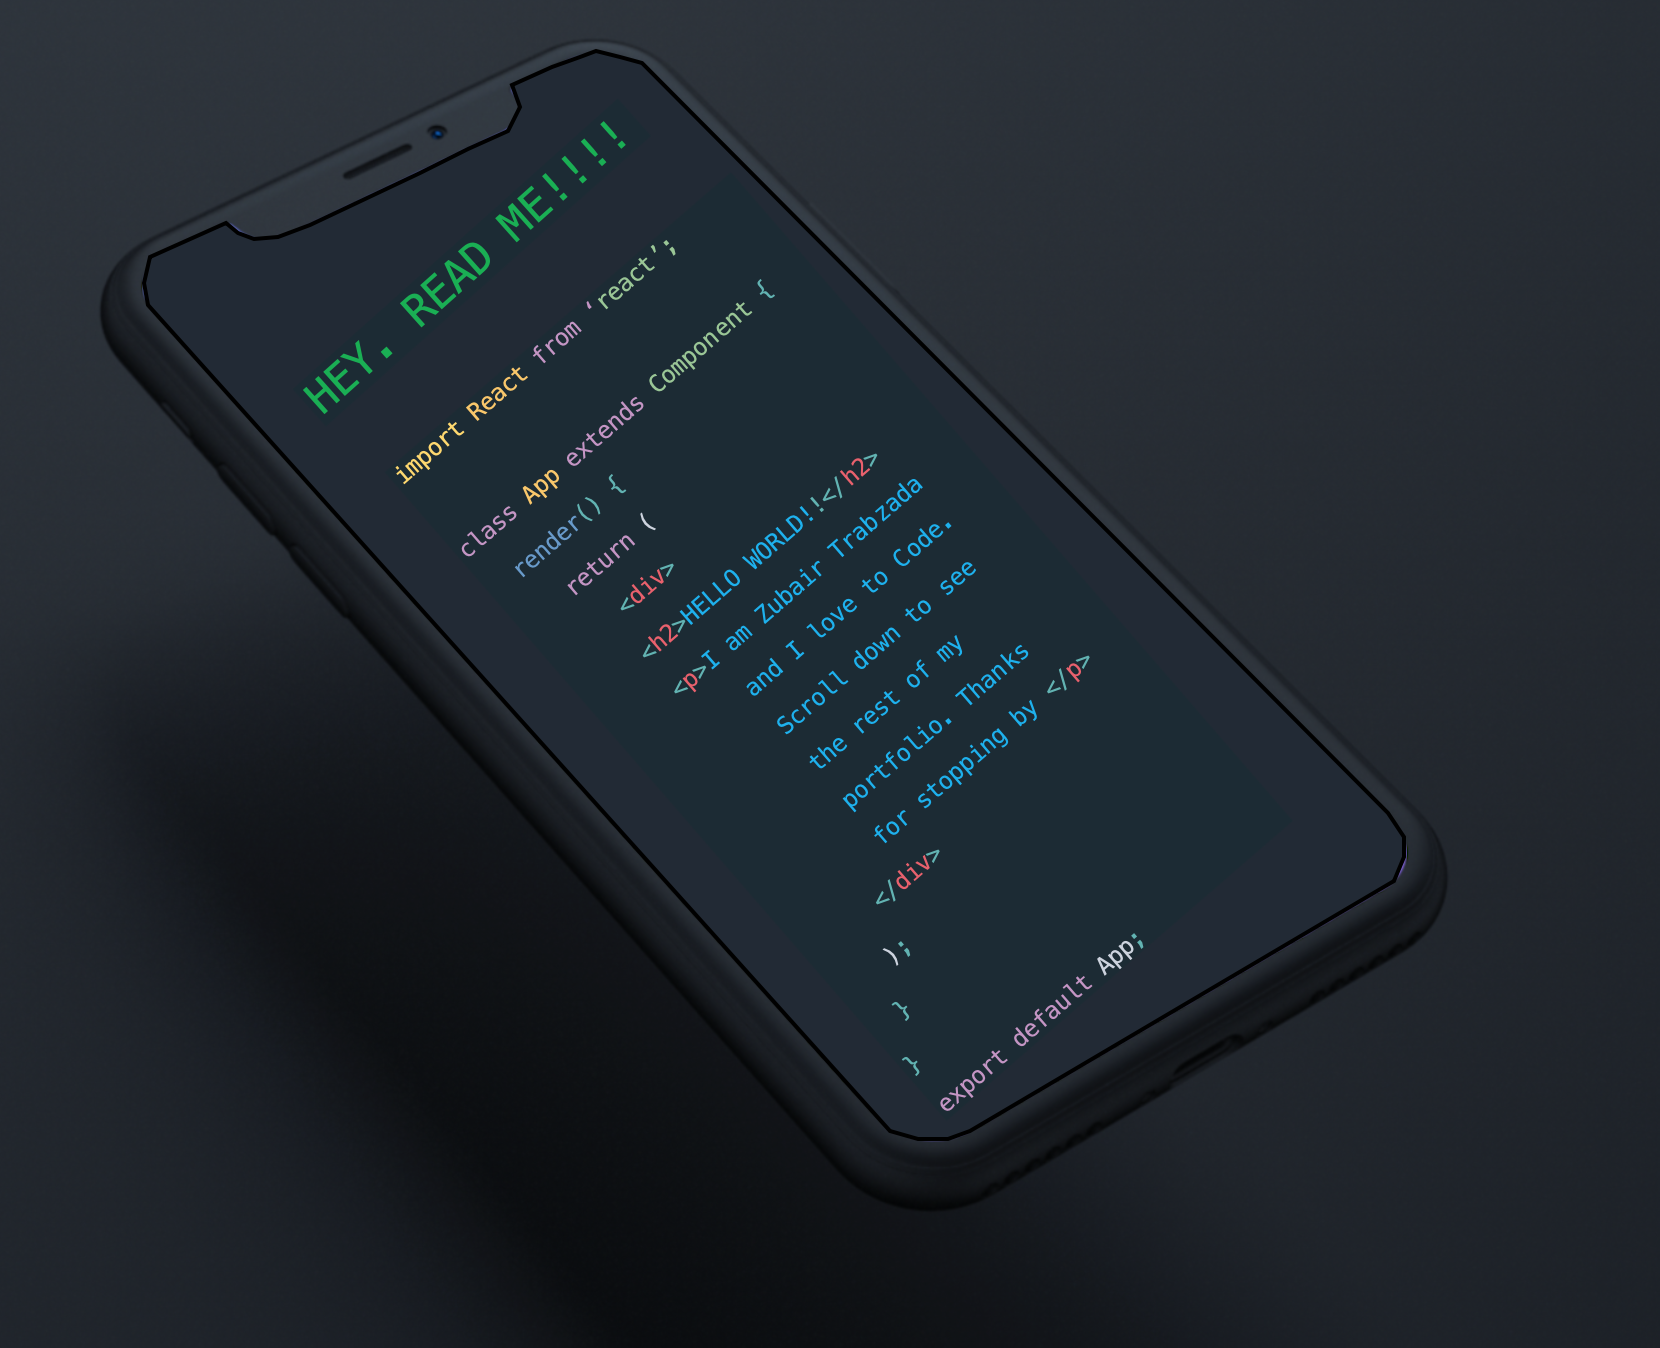 HEY. READ ME!!!!
import React from ‘react’;
class App extends Component {
render() {
return (
<div>
<h2>HELLO WORLD!!</h2>
<p>I am Zubair Trabzada
and I love to Code.
Scroll down to see
the rest of my
portfolio. Thanks
for stopping by </p>
</div>
);
}
}
export default App;